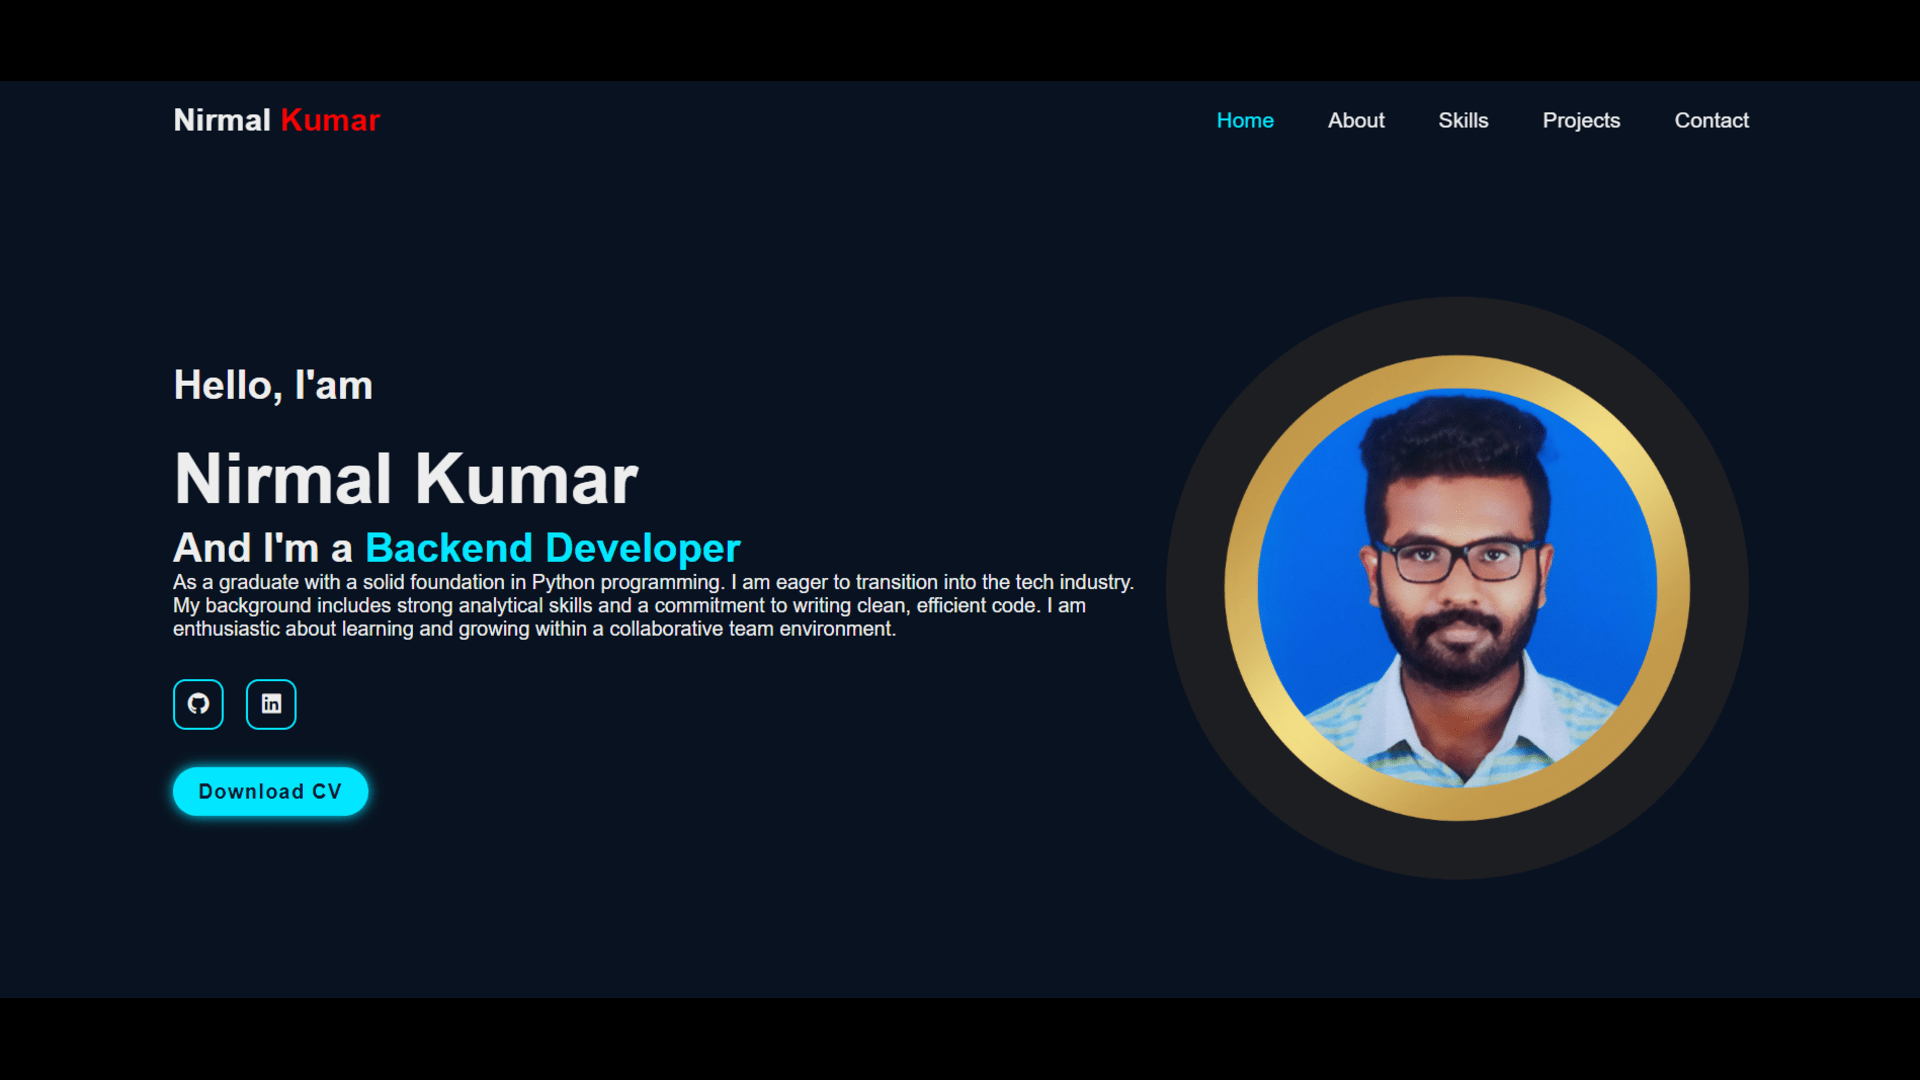 Nirmal Kumar
Home About Skills Projects Contact
Hello, I'am
Nirmal Kumar
And I'm a Backend Developer
As a graduate with a solid foundation in Python programming. I am eager to transition into the tech industry.
My background includes strong analytical skills and a commitment to writing clean, efficient code. I am
enthusiastic about learning and growing within a collaborative team environment.
in
Download CV